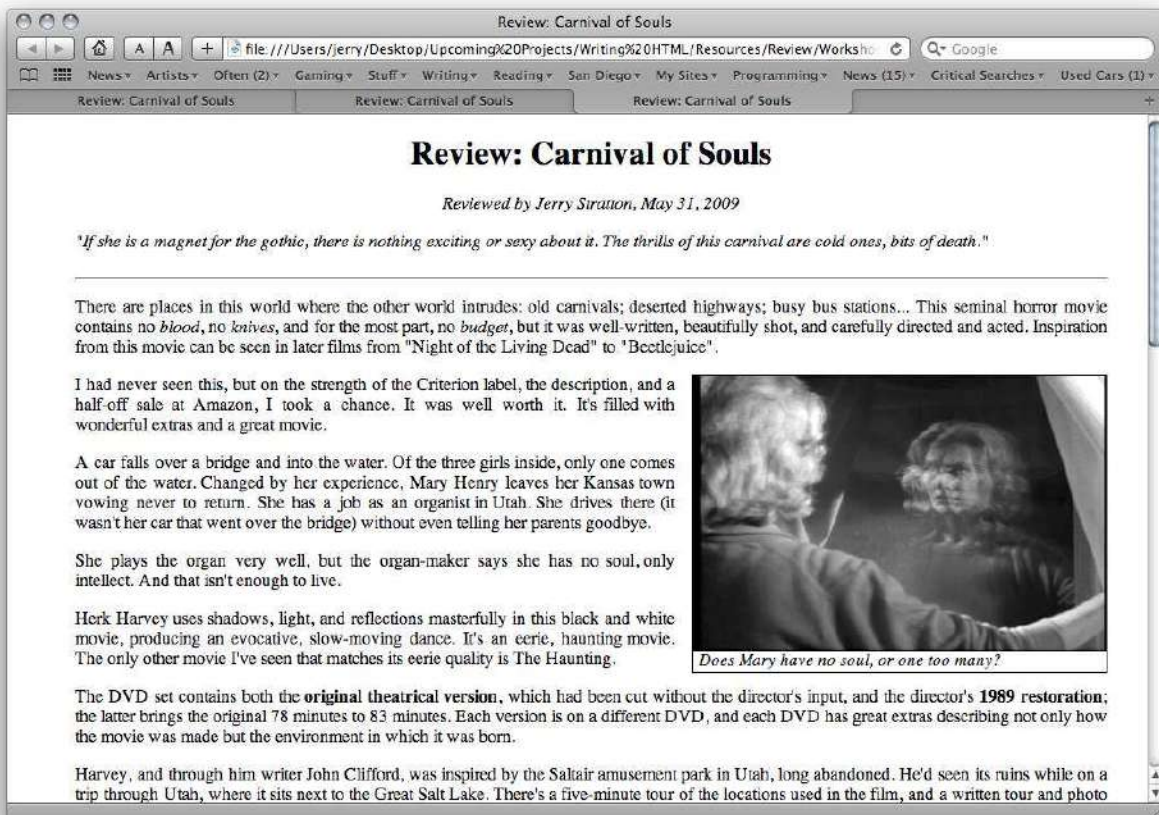 Review: Carnival of Souls
A A + file:///Users/jerry/Desktop/Upcoming%20Projects/Writing%20HTML/Resources/Review/Worksho Google
News Artists Often (2) Gaming Stuff Writing Reading San Diego My Sites Programming News (15) Critical Searches Used Cars (1)
Review: Carnival of Souls Review: Carnival of Souls Review: Carnival of Souls +
Review: Carnival of Souls
Reviewed by Jerry Stratton, May 31, 2009
"If she is a magnet for the gothic, there is nothing exciting or sexy about it. The thrills of this carnival are cold ones, bits of death."
There are places in this world where the other world intrudes: old carnivals; deserted highways; busy bus stations... This seminal horror movie
contains no blood, no knives, and for the most part, no budget, but it was well-written, beautifully shot, and carefully directed and acted. Inspiration
from this movie can be seen in later films from "Night of the Living Dead" to "Beetlejuice".
I had never seen this, but on the strength of the Criterion label, the description, and a
half-off sale at Amazon, I took a chance. It was well worth it. It's filled with
wonderful extras and a great movie.
A car falls over a bridge and into the water. Of the three girls inside, only one comes
out of the water. Changed by her experience, Mary Henry leaves her Kansas town
vowing never to return. She has a job as an organist in Utah. She drives there (it
wasn't her car that went over the bridge) without even telling her parents goodbye.
She plays the organ very well, but the organ-maker says she has no soul, only
intellect. And that isn't enough to live.
Herk Harvey uses shadows, light, and reflections masterfully in this black and white
movie, producing an evocative, slow-moving dance. It's an eerie, haunting movie.
The only other movie I've seen that matches its eerie quality is The Haunting.
Does Mary have no soul, or one too many?
The DVD set contains both the original theatrical version, which had been cut without the director's input, and the director's 1989 restoration;
the latter brings the original 78 minutes to 83 minutes. Each version is on a different DVD, and each DVD has great extras describing not only how
the movie was made but the environment in which it was born.
Harvey, and through him writer John Clifford, was inspired by the Saltair amusement park in Utah, long abandoned. He'd seen its ruins while on a
trip through Utah, where it sits next to the Great Salt Lake. There's a five-minute tour of the locations used in the film, and a written tour and photo